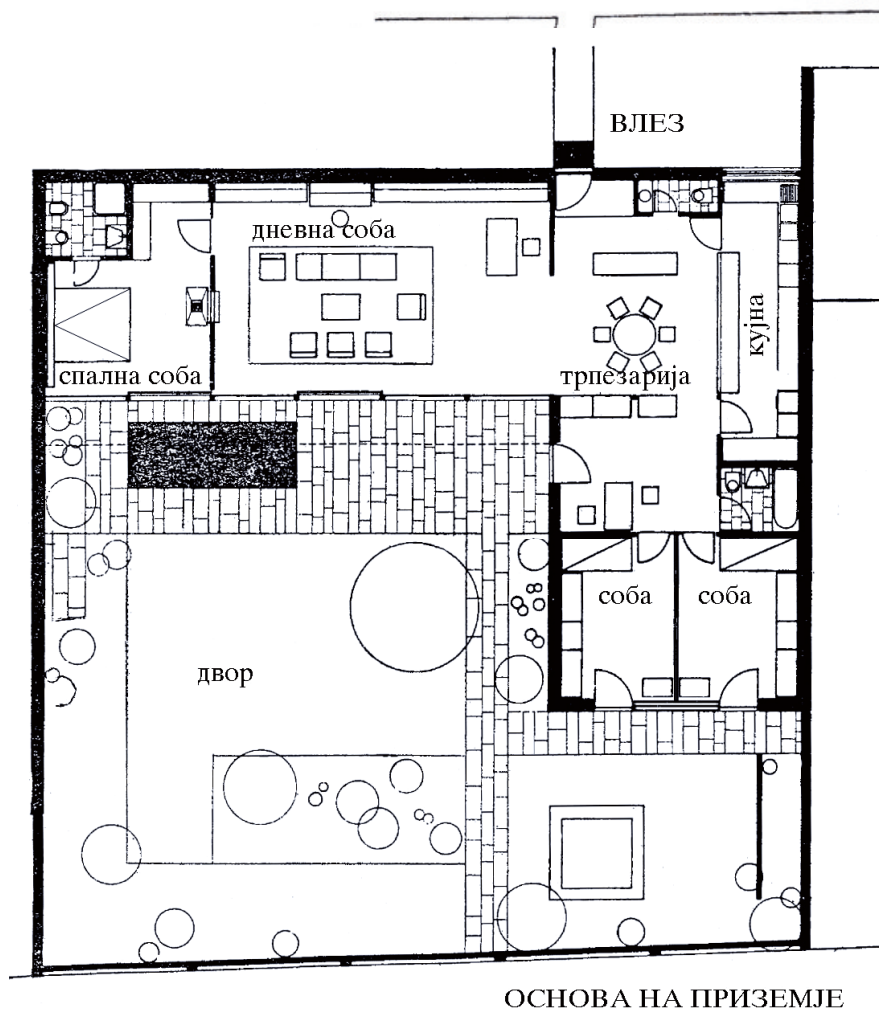 ВЛЕЗ
дневна соба
кујна
спална соба
трпезарија
соба
соба
двор
ОСНОВА НА ПРИЗЕМЈЕ